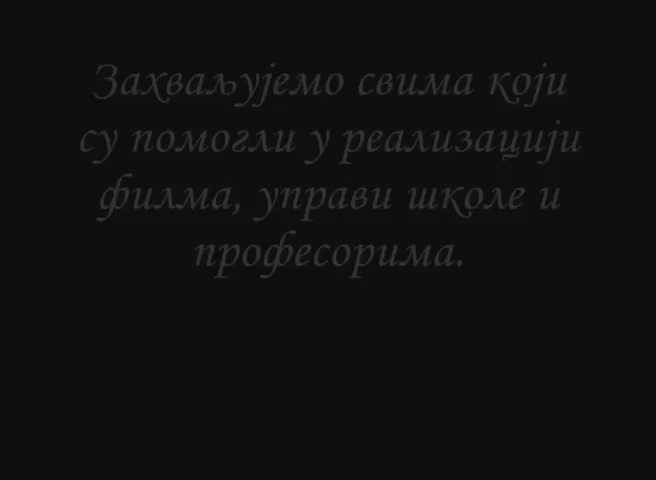 Захваљујемо свима који
су помогли у реализацији
филма, управи школе и
професорима.